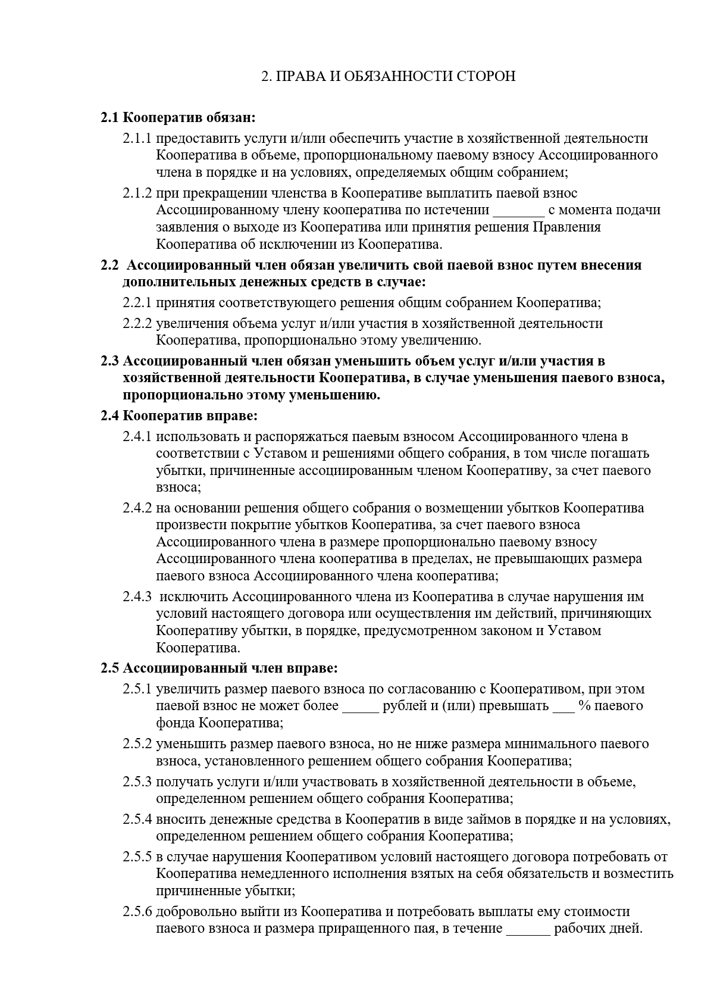 2. ПРАВА И ОБЯЗАННОСТИ СТОРОН
2.1 Кооператив обязан:
2.1.1 предоставить услуги и/или обеспечить участие в хозяйственной деятельности
Кооператива в объеме, пропорциональному паевому взносу Ассоциированного
члена в порядке и на условиях, определяемых общим собранием;
2.1.2 при прекращении членства в Кооперативе выплатить паевой взнос
Ассоциированному члену кооператива по истечении _______ с момента подачи
заявления о выходе из Кооператива или принятия решения Правления
Кооператива об исключении из Кооператива.
2.2 Ассоциированный член обязан увеличить свой паевой взнос путем внесения
дополнительных денежных средств в случае:
2.2.1 принятия соответствующего решения общим собранием Кооператива;
2.2.2 увеличения объема услуг и/или участия в хозяйственной деятельности
Кооператива, пропорционально этому увеличению.
2.3 Ассоциированный член обязан уменьшить объем услуг и/или участия в
хозяйственной деятельности Кооператива, в случае уменьшения паевого взноса,
пропорционально этому уменьшению.
2.4 Кооператив вправе:
2.4.1 использовать и распоряжаться паевым взносом Ассоциированного члена в
соответствии с Уставом и решениями общего собрания, в том числе погашать
убытки, причиненные ассоциированным членом Кооперативу, за счет паевого
взноса;
2.4.2 на основании решения общего собрания о возмещении убытков Кооператива
произвести покрытие убытков Кооператива, за счет паевого взноса
Ассоциированного члена в размере пропорционально паевому взносу
Ассоциированного члена кооператива в пределах, не превышающих размера
паевого взноса Ассоциированного члена кооператива;
2.4.3 исключить Ассоциированного члена из Кооператива в случае нарушения им
условий настоящего договора или осуществления им действий, причиняющих
Кооперативу убытки, в порядке, предусмотренном законом и Уставом
Кооператива.
2.5 Ассоциированный член вправе:
2.5.1 увеличить размер паевого взноса по согласованию с Кооперативом, при этом
паевой взнос не может более _____ рублей и (или) превышать ___ % паевого
фонда Кооператива;
2.5.2 уменьшить размер паевого взноса, но не ниже размера минимального паевого
взноса, установленного решением общего собрания Кооператива;
2.5.3 получать услуги и/или участвовать в хозяйственной деятельности в объеме,
определенном решением общего собрания Кооператива;
2.5.4 вносить денежные средства в Кооператив в виде займов в порядке и на условиях,
определенном решением общего собрания Кооператива;
2.5.5 в случае нарушения Кооперативом условий настоящего договора потребовать от
Кооператива немедленного исполнения взятых на себя обязательств и возместить
причиненные убытки;
2.5.6 добровольно выйти из Кооператива и потребовать выплаты ему стоимости
паевого взноса и размера приращенного пая, в течение ______ рабочих дней.